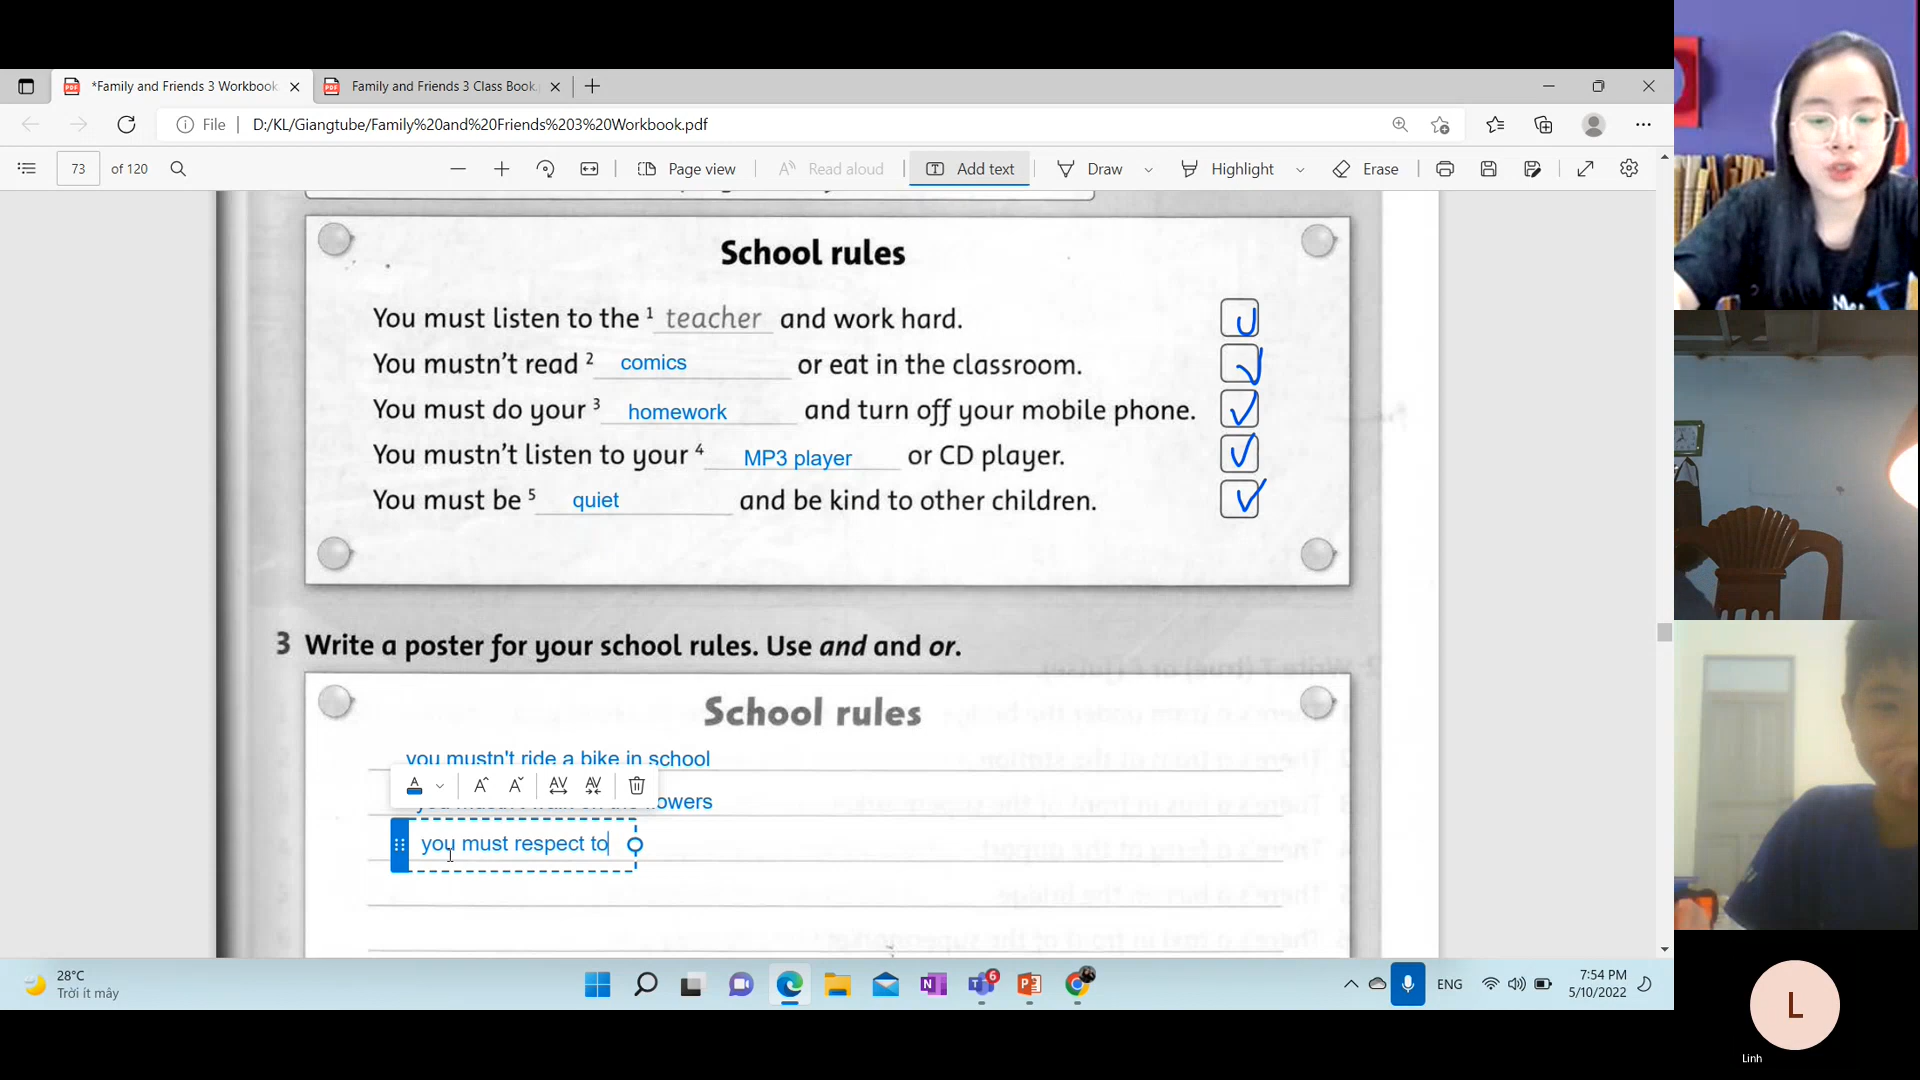 *Family and Friends 3 Workbook
Family and Friends 3 Class Book.
File
D:/KL/Giangtube/Family%20and%20Friends%203%20Workbook.pdf
73 of 120
Page view
Read aloud
Add text
Draw
Highlight
Erase
School rules
You must listen to the 1 teacher and work hard.
You mustn't read 2 comics or eat in the classroom.
You must do your 3 homework and turn off your mobile phone.
You mustn't listen to your 4 MP3 player or CD player.
You must be 5 quiet and be kind to other children.
3 Write a poster for your school rules. Use and and or.
School rules
you mustn't ride a bike in school
you must respect to
28°C
Trời ít mây
6
ENG
7:54 PM
5/10/2022
L
Linh